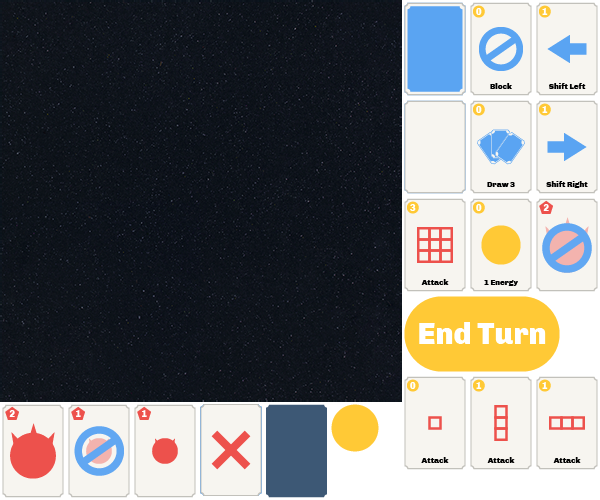 0
Block
1
Shift Left
0
Draw 3
1
Shift Right
3
Attack
0
1 Energy
2
End Turn
2
1
1
0
Attack
1
Attack
1
Attack